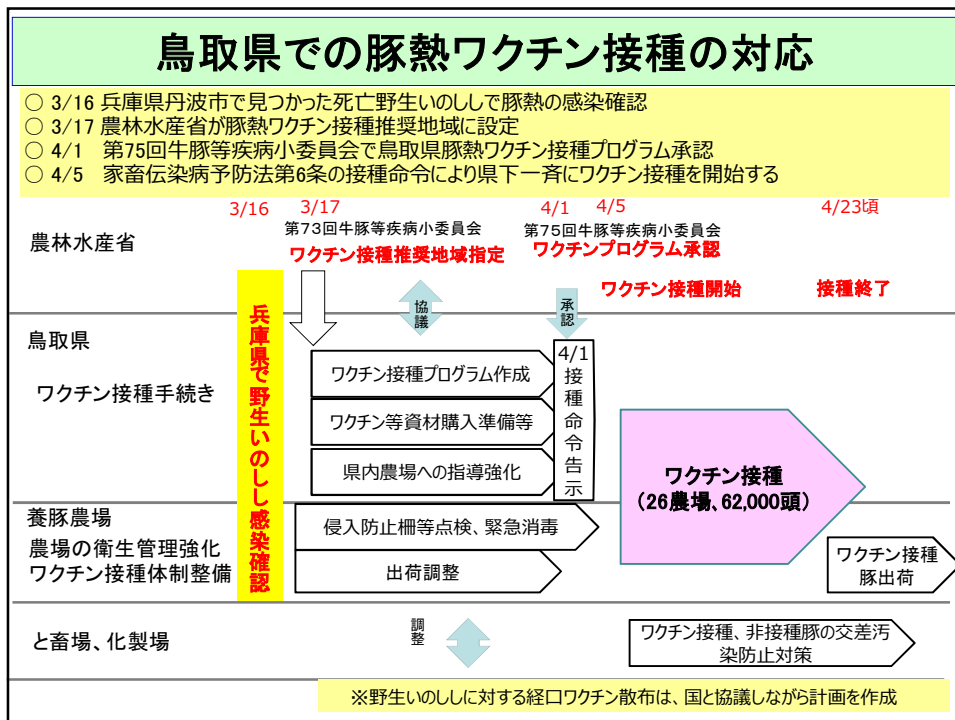 鳥取県での豚熱ワクチン接種の対応
○ 3/16 兵庫県丹波市で見つかった死亡野生いのししで豚熱の感染確認
○ 3/17 農林水産省が豚熱ワクチン接種推奨地域に設定
○ 4/1 第75回牛豚等疾病小委員会で鳥取県豚熱ワクチン接種プログラム承認
○ 4/5 家畜伝染病予防法第6条の接種命令により県下一斉にワクチン接種を開始する
3/16
3/17
4/1
4/5
4/23頃
農林水産省
第73回牛豚等疾病小委員会
ワクチン接種推奨地域指定
第75回牛豚等疾病小委員会
ワクチンプログラム承認
ワクチン接種開始
接種終了
協議
承認
兵庫県で野生いのしし感染確認
鳥取県
ワクチン接種手続き
ワクチン接種プログラム作成
ワクチン等資材購入準備等
県内農場への指導強化
4/1接種命令告示
ワクチン接種
(26農場、62,000頭)
養豚農場
農場の衛生管理強化
ワクチン接種体制整備
侵入防止柵等点検、緊急消毒
出荷調整
ワクチン接種
豚出荷
と畜場、化製場
調整
ワクチン接種、非接種豚の交差汚
染防止対策
※野生いのししに対する経口ワクチン散布は、国と協議しながら計画を作成